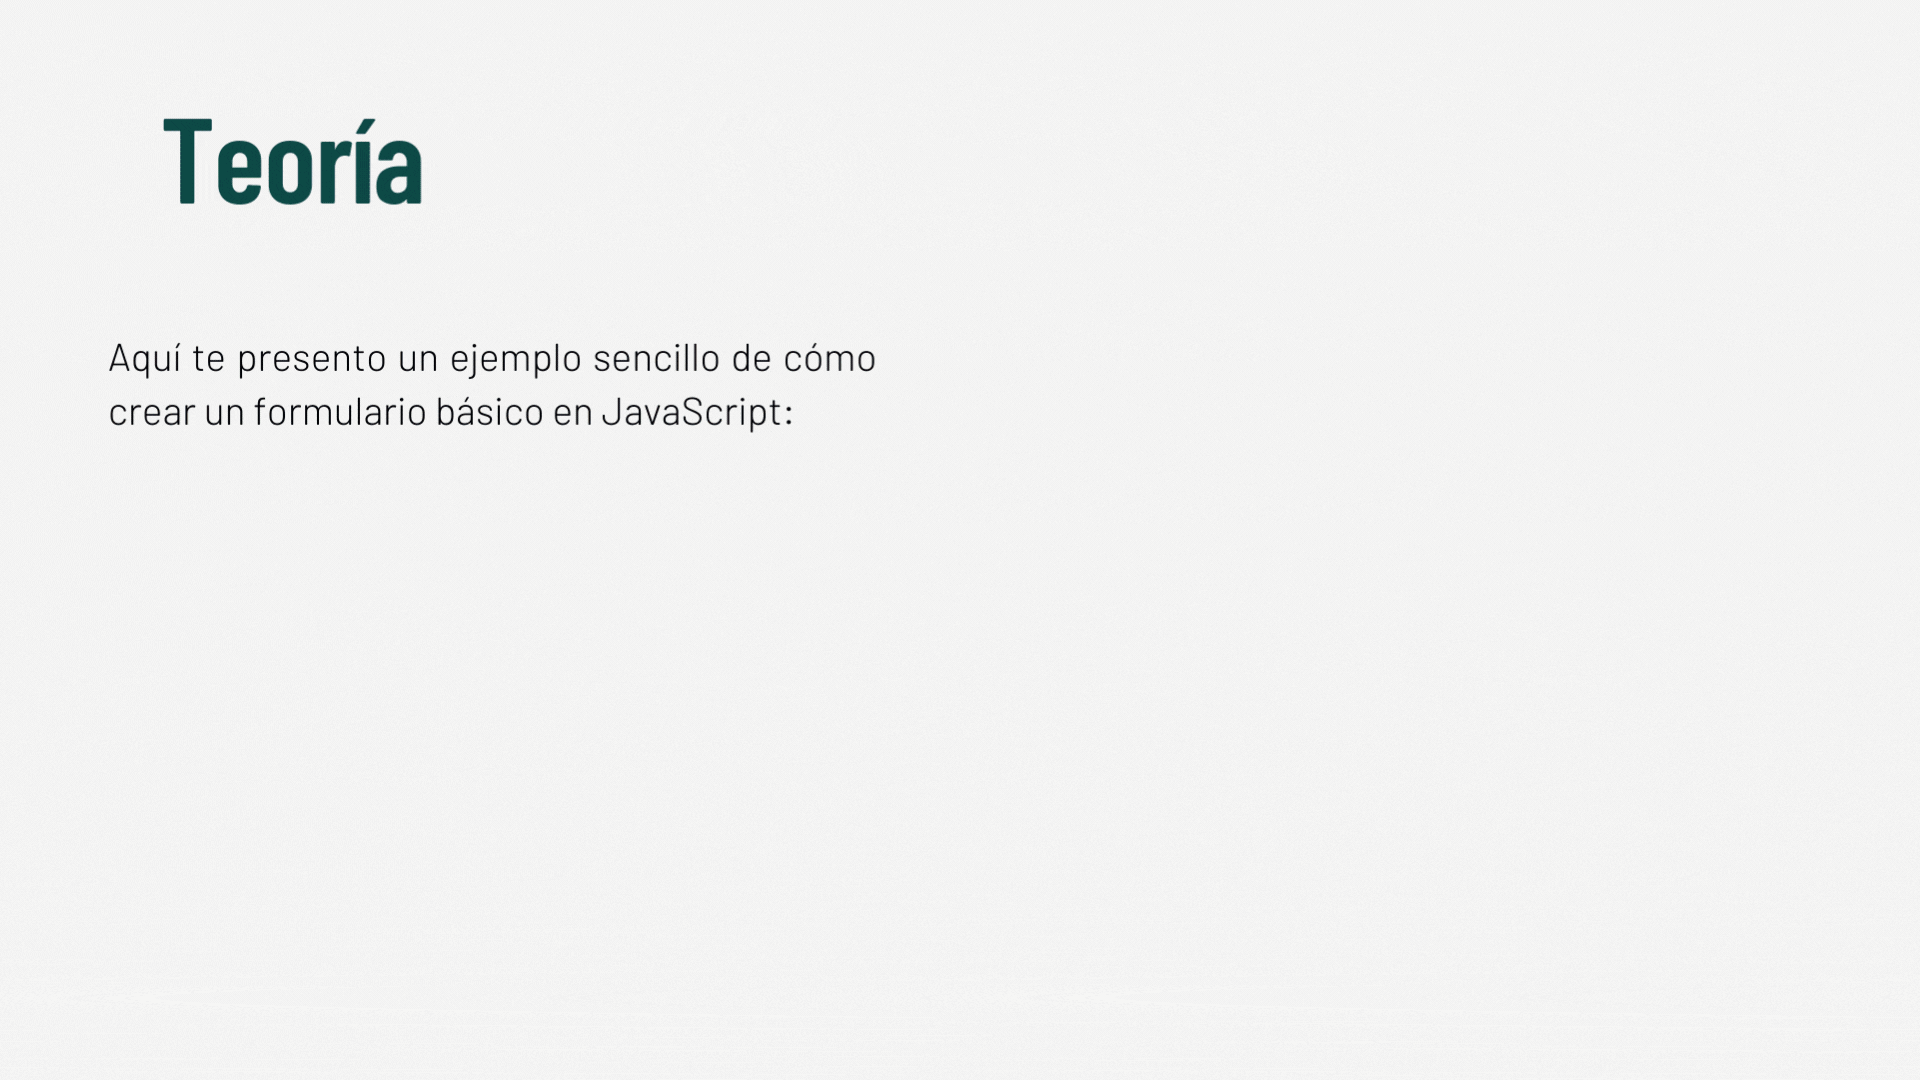 Teoría
Aquí te presento un ejemplo sencillo de cómo
crear un formulario básico en JavaScript: